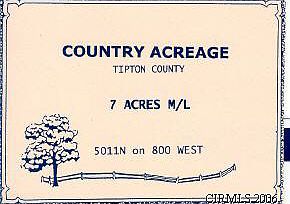 COUNTRY ACREAGE
TIPTON COUNTY
7 ACRES M/L
5011N on 800 WEST
CIRMLS 2006